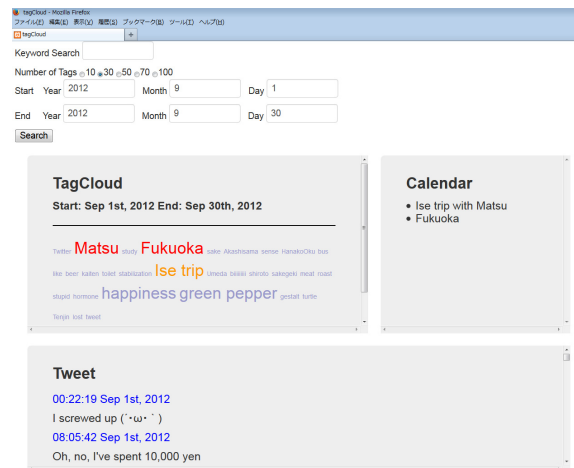 tagCloud - Mozilla Firefox
ファイル(F) 編集(E) 表示(V) 履歴(S) ブックマーク(B) ツール(T) ヘルプ(H)
tagCloud +
Keyword Search
Number of Tags 10 30 50 70 100
Start Year 2012 Month 9 Day 1
End Year 2012 Month 9 Day 30
Search
TagCloud
Start: Sep 1st, 2012 End: Sep 30th, 2012
Twitter Matsu study Fukuoka sake Akashisama sense HanakoOku bus
like beer kaiten toilet stabilization Ise trip Umeda shiroto sakegeki meat roast
stupid hormone happiness green pepper gestalt turtle
Tenjin lost tweet
Calendar
• Ise trip with Matsu
• Fukuoka
Tweet
00:22:19 Sep 1st, 2012
I screwed up (´･ω･｀)
08:05:42 Sep 1st, 2012
Oh, no, I've spent 10,000 yen